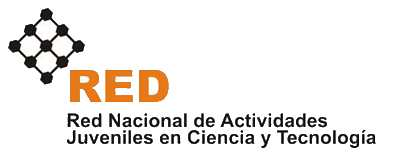 RED
Red Nacional de Actividades
Juveniles en Ciencia y Tecnología